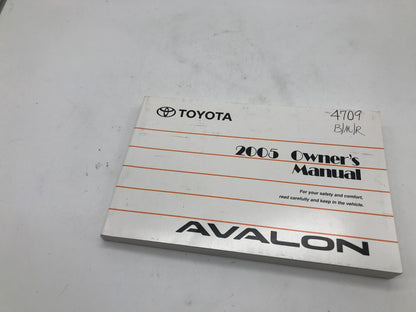 TOYOTA
4709
B/M/R
2005 Owner's
Manual
For your safety and comfort,
read carefully and keep in the vehicle.
AVALON